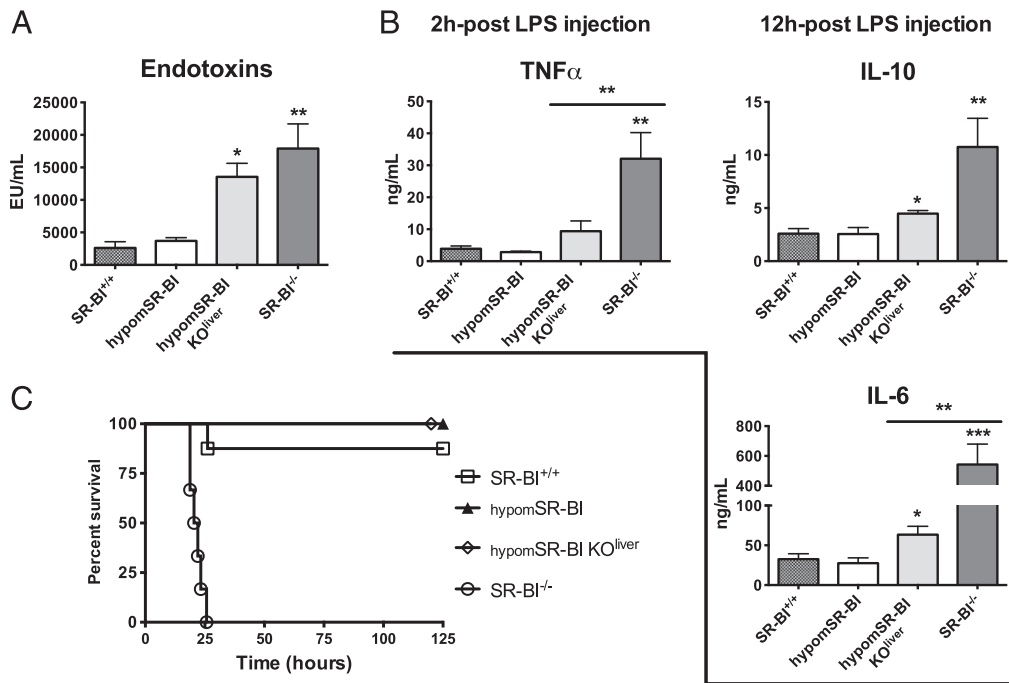 A
Endotoxins
EU/mL
25000
20000
15000
10000
5000
0
*
**
SR-BI+/+
hypomSR-BI
hypomSR-BI
KOliver
SR-BI-/-
B
2h-post LPS injection
TNFα
ng/mL
50
40
30
20
10
0
**
**
SR-BI+/+
hypomSR-BI
hypomSR-BI
KOliver
SR-BI-/-
12h-post LPS injection
IL-10
ng/mL
15
10
5
0
*
**
SR-BI+/+
hypomSR-BI
hypomSR-BI
KOliver
SR-BI-/-
IL-6
ng/mL
800
600
400
100
50
0
**
*
***
SR-BI+/+
hypomSR-BI
hypomSR-BI
KOliver
SR-BI-/-
C
Percent survival
100
75
50
25
0
0 25 50 75 100 125
Time (hours)
SR-BI+/+
hypomSR-BI
hypomSR-BI KOliver
SR-BI-/-